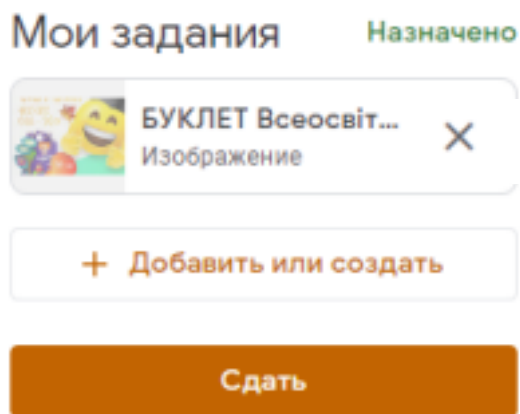 Мои задания
Назначено
БУКЛЕТ Всеосвіт...
Изображение
+ Добавить или создать
Сдать